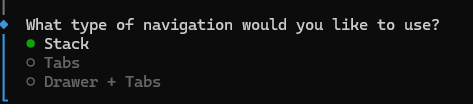 What type of navigation would you like to use?
Stack
Tabs
Drawer + Tabs